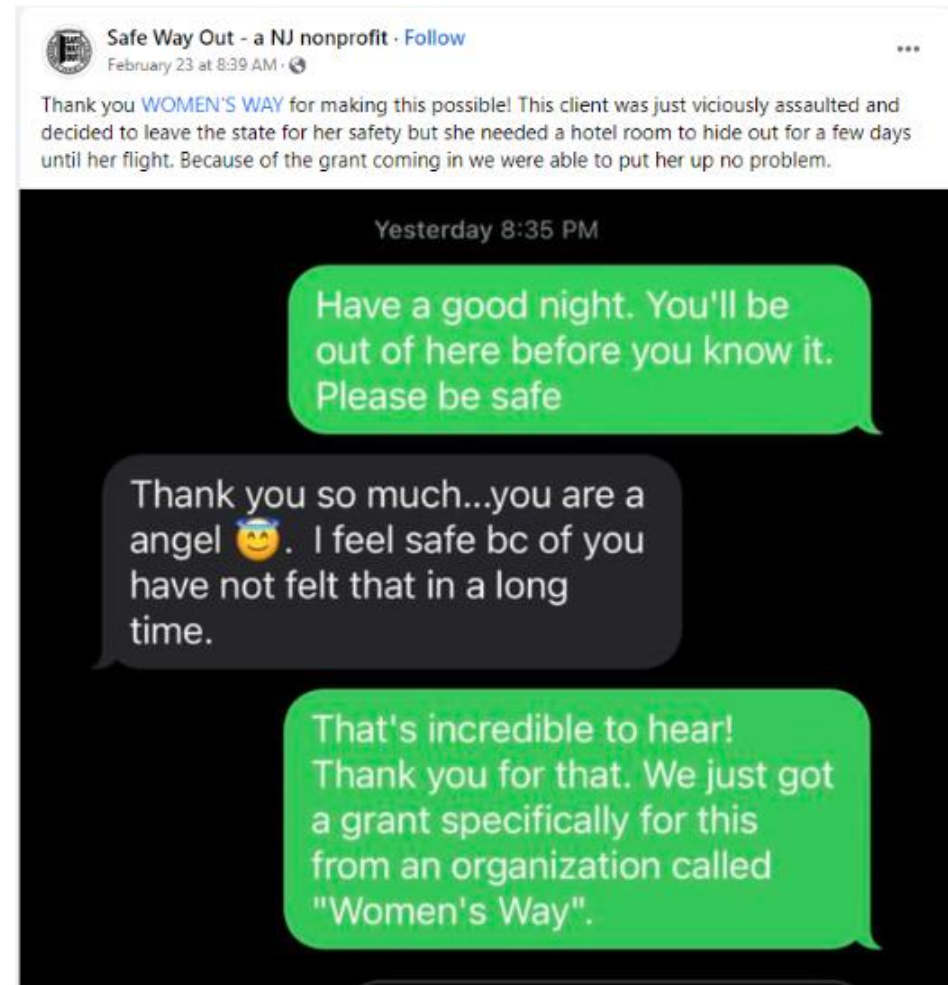 Safe Way Out - a NJ nonprofit · Follow
February 23 at 8:39 AM ·
Thank you WOMEN'S WAY for making this possible! This client was just viciously assaulted and
decided to leave the state for her safety but she needed a hotel room to hide out for a few days
until her flight. Because of the grant coming in we were able to put her up no problem.
Yesterday 8:35 PM
Have a good night. You'll be
out of here before you know it.
Please be safe
Thank you so much...you are a
angel 😇. I feel safe bc of you
have not felt that in a long
time.
That's incredible to hear!
Thank you for that. We just got
a grant specifically for this
from an organization called
"Women's Way".